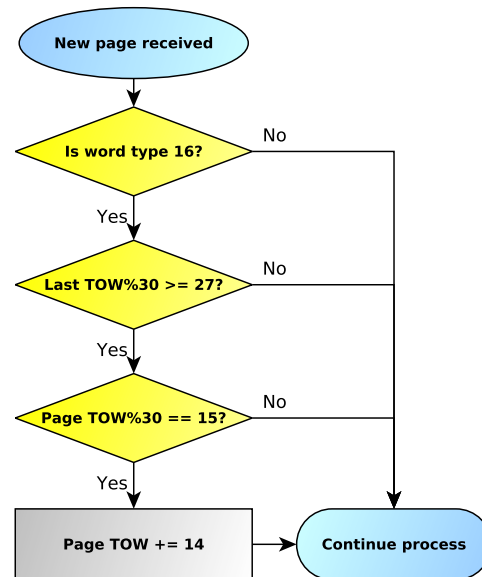 New page received
Is word type 16?
No
Yes
Last TOW%30 >= 27?
No
Yes
Page TOW%30 == 15?
No
Yes
Page TOW += 14
Continue process